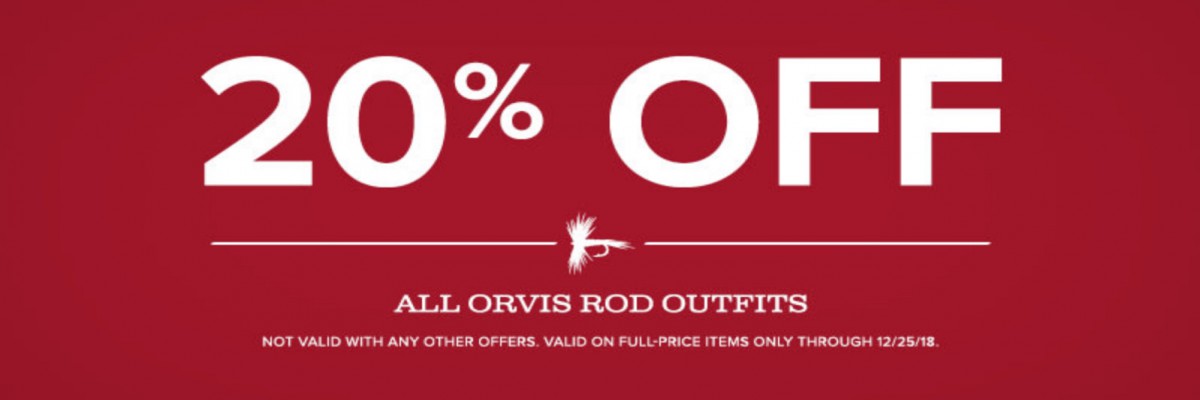 20% OFF
ALL ORVIS ROD OUTFITS
NOT VALID WITH ANY OTHER OFFERS. VALID ON FULL-PRICE ITEMS ONLY THROUGH 12/25/18.